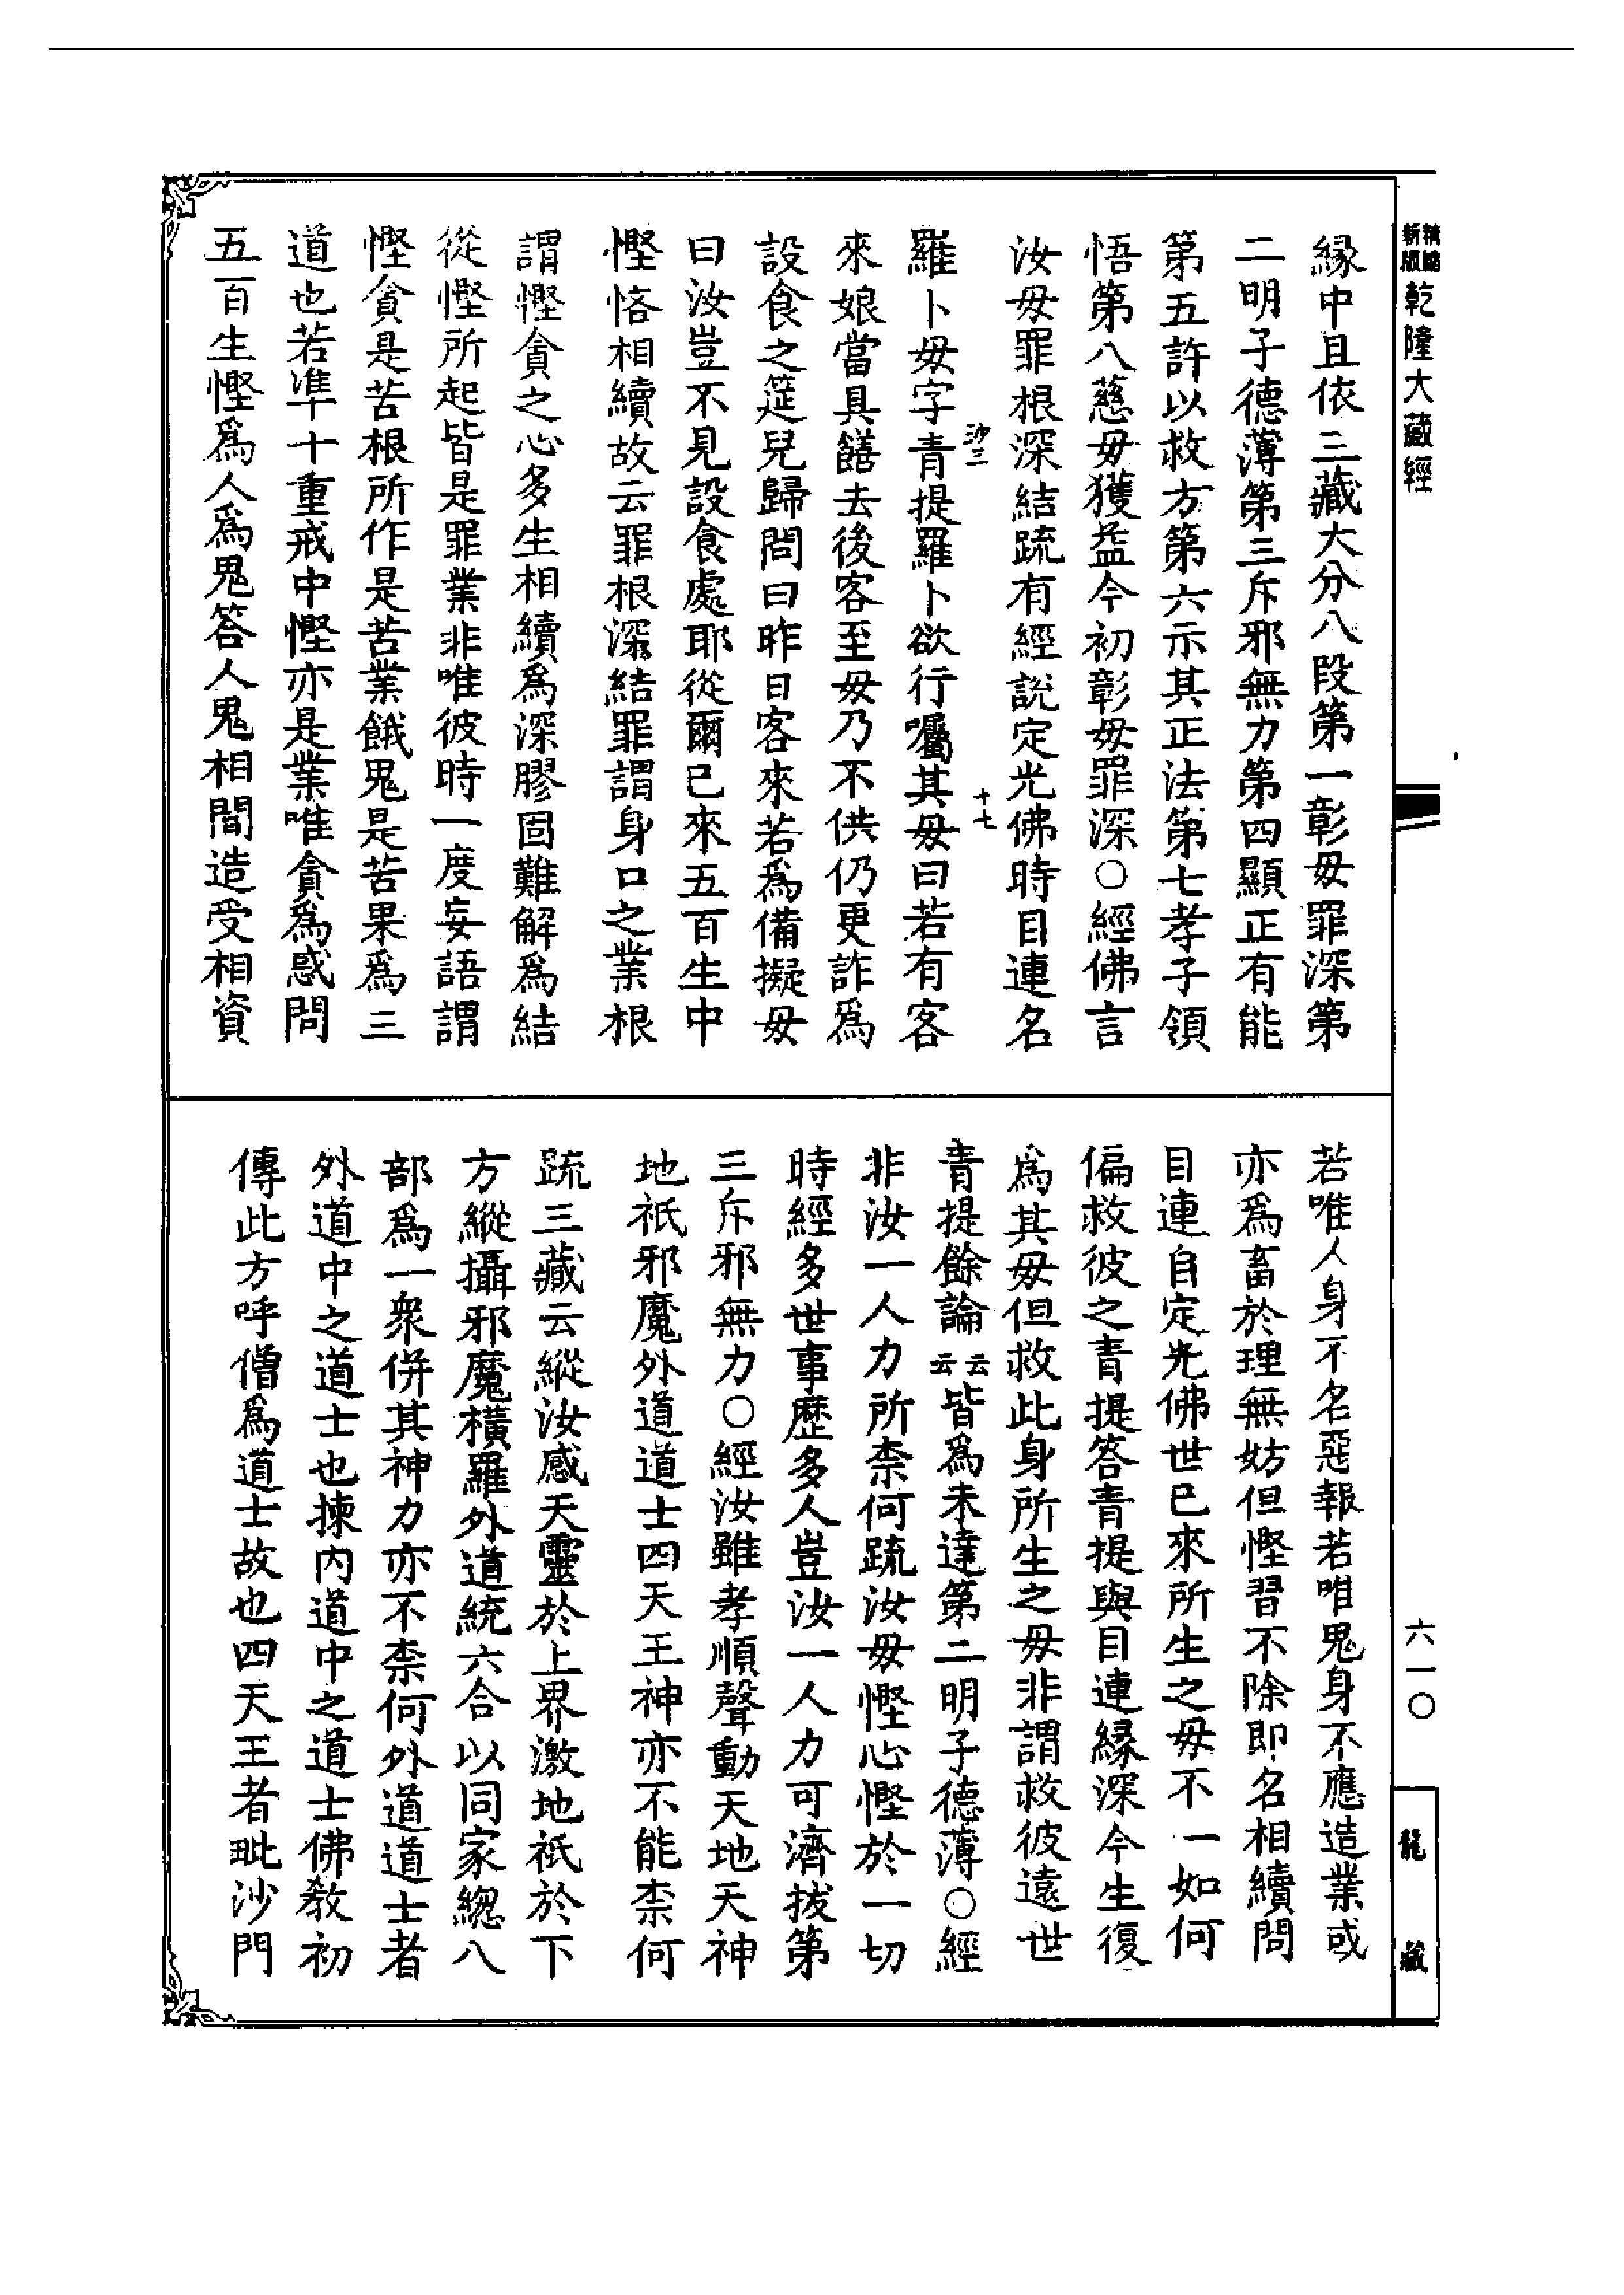 精縮
新版
乾隆大藏經
緣中且依三藏大分八段第一彰毋罪深第
二明子德薄第三斥邪無力第四顯正有能
第五許以救方第六示其正法第七孝子領
悟第八慈毋獲益今初彰毋罪深○經佛言
汝毋罪根深結䟽有經說定光佛時目連名
沙三
十七
羅卜毋字青提羅卜欲行囑其毋曰若有客
來娘當具饍去後客至毋乃不供仍更詐爲
設食之筵兒歸問曰昨日客來若爲備擬毋
曰汝豈不見設食處耶從爾已來五百生中
慳悋相續故云罪根深結罪謂身口之業根
謂慳貪之心多生相續爲深膠固難解爲結
從慳所起皆是罪業非唯彼時一度妄語謂
慳貪是苦根所作是苦業餓鬼是苦果爲三
道也若準十重戒中慳亦是業唯貪爲惑問
五百生慳爲人爲鬼答人鬼相間造受相資
若唯人身不名惡報若唯鬼身不應造業或
亦爲畜於理無妨但慳習不除即名相續問
目連自定光佛世已來所生之毋不一如何
偏救彼之青提答青提與目連緣深今生復
爲其毋但救此身所生之毋非謂救彼遠世
青提餘論云云皆爲未達第二明子德薄○經
非汝一人力所柰何䟽汝毋慳心慳於一切
時經多世事歷多人豈汝一人力可濟拔第
三斥邪無力○經汝雖孝順聲動天地天神
地祇邪魔外道道士四天王神亦不能柰何
䟽三藏云縱汝感天靈於上界激地祇於下
方縱攝邪魔橫羅外道統六合以同家總八
部爲一衆併其神力亦不柰何外道道士者
外道中之道士也揀内道中之道士佛教初
傳此方呼僧爲道士故也四天王者毗沙門
六一〇
龍藏